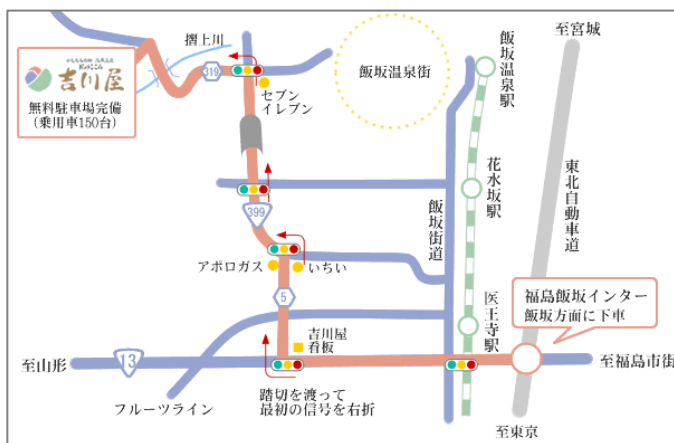 吉川屋
無料駐車場完備
(乗用車150台)
摺上川
319
セブン
イレブン
飯坂温泉街
飯坂温泉駅
至宮城
花水坂駅
東北自動車道
399
飯坂街道
アポロガス
いちい
5
医王寺駅
福島飯坂インター
飯坂方面に下車
吉川屋
看板
至山形
13
至福島市街
フルーツライン
踏切を渡って
最初の信号を右折
至東京